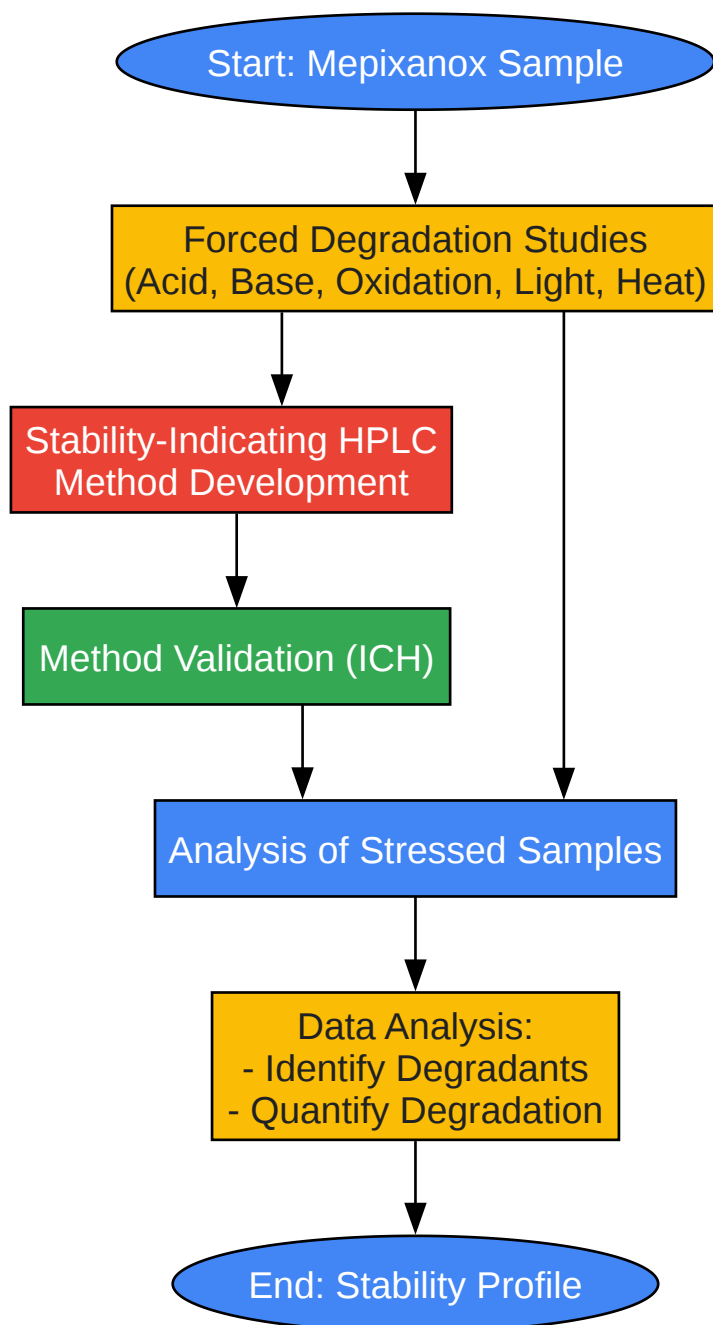 Start: Mepixanox Sample
Forced Degradation Studies
(Acid, Base, Oxidation, Light, Heat)
Stability-Indicating HPLC
Method Development
Method Validation (ICH)
Analysis of Stressed Samples
Data Analysis:
- Identify Degradants
- Quantify Degradation
End: Stability Profile